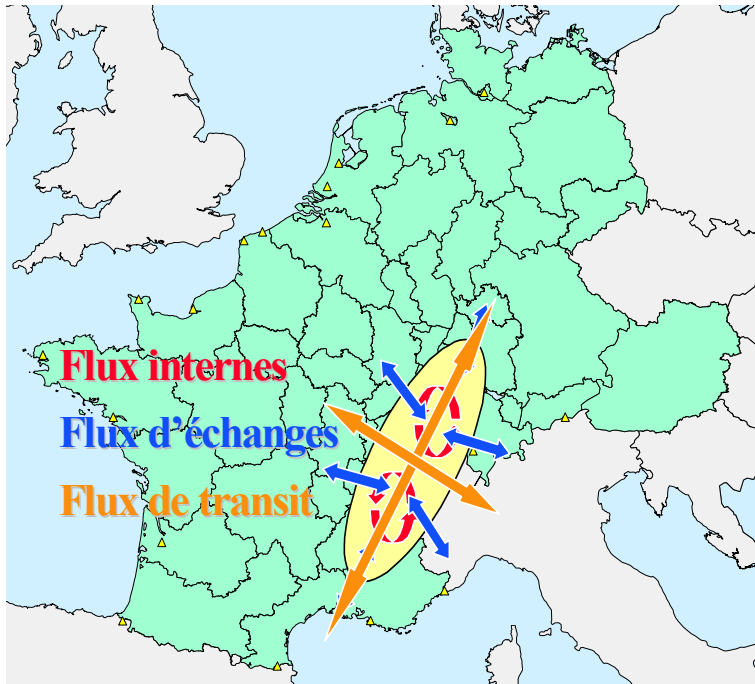 Flux internes
Flux d’échanges
Flux de transit